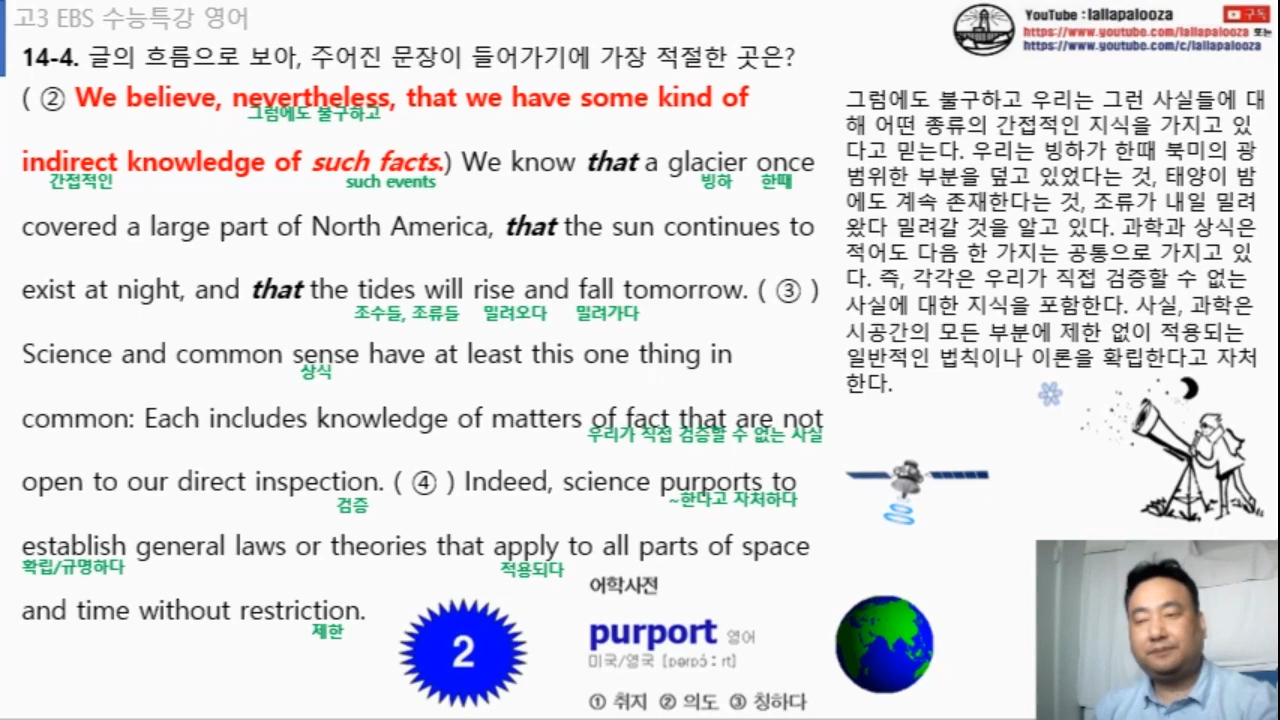 고3 EBS 수능특강 영어
YouTube : lallapalooza
구독
https://www.youtube.com/lallapalooza 또는
https://www.youtube.com/c/lallapalooza
14-4. 글의 흐름으로 보아, 주어진 문장이 들어가기에 가장 적절한 곳은?
( ② We believe, nevertheless, that we have some kind of
그럼에도 불구하고
indirect knowledge of such facts.) We know that a glacier once
간접적인 such events 빙하 한때
covered a large part of North America, that the sun continues to
exist at night, and that the tides will rise and fall tomorrow. ( ③ )
조수들, 조류들 밀려오다 밀려가다
Science and common sense have at least this one thing in
상식
common: Each includes knowledge of matters of fact that are not
우리가 직접 검증할 수 없는 사실
open to our direct inspection. ( ④ ) Indeed, science purports to
검증 ~한다고 자처하다
establish general laws or theories that apply to all parts of space
확립/규명하다 적용되다
and time without restriction.
제한
그럼에도 불구하고 우리는 그런 사실들에 대
해 어떤 종류의 간접적인 지식을 가지고 있
다고 믿는다. 우리는 빙하가 한때 북미의 광
범위한 부분을 덮고 있었다는 것, 태양이 밤
에도 계속 존재한다는 것, 조류가 내일 밀려
왔다 밀려갈 것을 알고 있다. 과학과 상식은
적어도 다음 한 가지는 공통으로 가지고 있
다. 즉, 각각은 우리가 직접 검증할 수 없는
사실에 대한 지식을 포함한다. 사실, 과학은
시공간의 모든 부분에 제한 없이 적용되는
일반적인 법칙이나 이론을 확립한다고 자처
한다.
2
어학사전
purport 영어
미국/영국 [pərpɔ́ːrt]
① 취지 ② 의도 ③ 칭하다